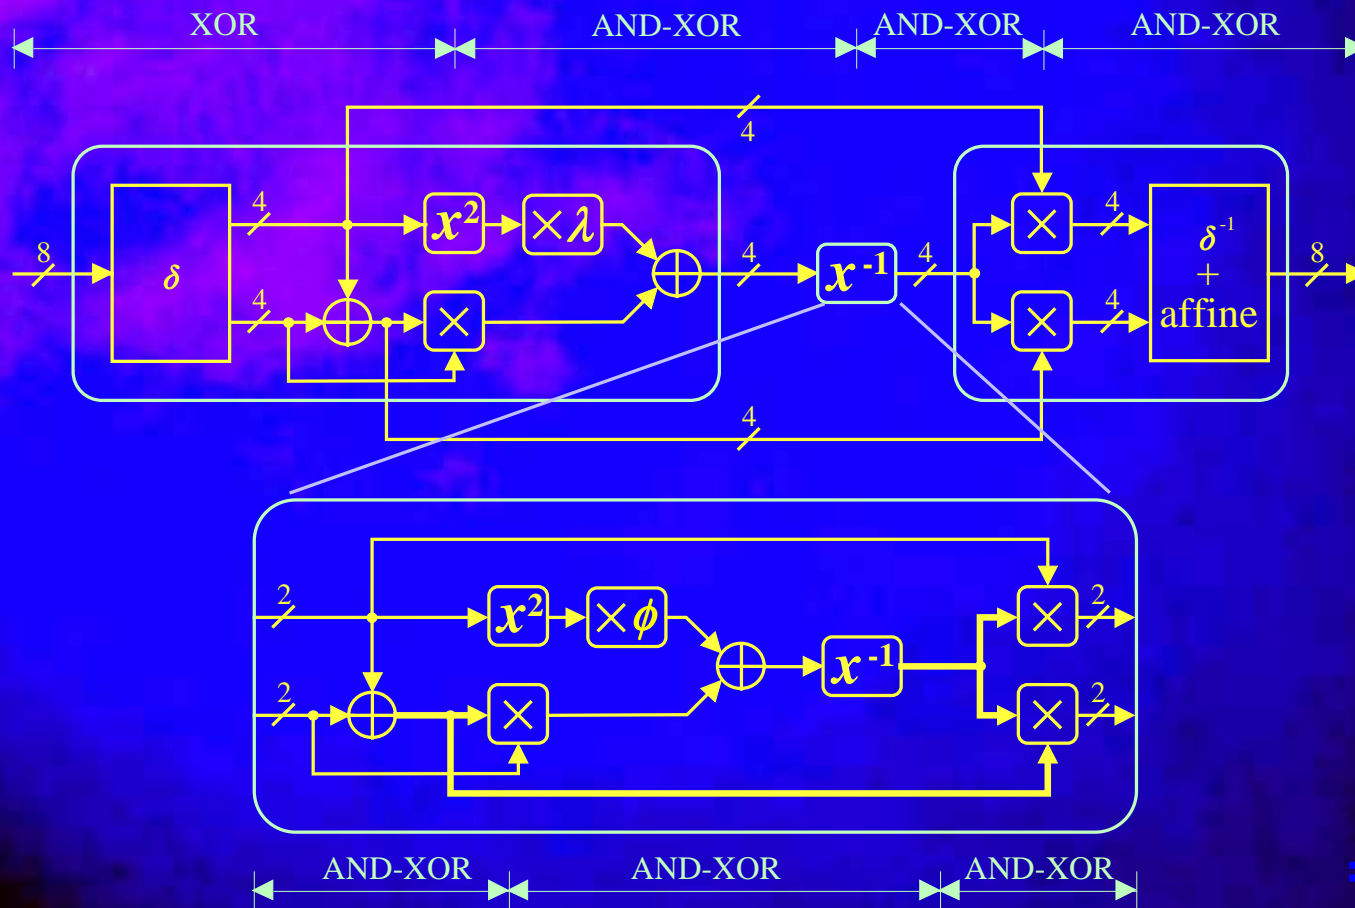 XOR AND-XOR AND-XOR AND-XOR
4
4 x² ×λ 4
8 δ 4 x⁻¹ 4 δ⁻¹ 8
+
4 × × 4 affine
×
4
2 x² ×φ × 2
x⁻¹
2 × × 2
AND-XOR AND-XOR AND-XOR